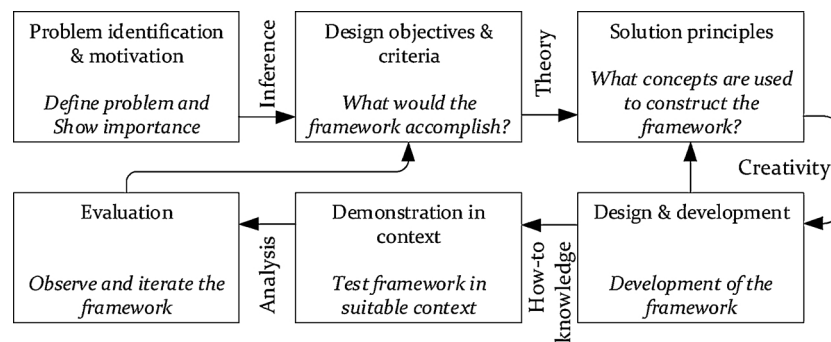 Problem identification
& motivation
Define problem and
Show importance
Inference
Design objectives &
criteria
What would the
framework accomplish?
Theory
Solution principles
What concepts are used
to construct the
framework?
Creativity
Evaluation
Observe and iterate the
framework
Analysis
Demonstration in
context
Test framework in
suitable context
How-to
knowledge
Design & development
Development of the
framework